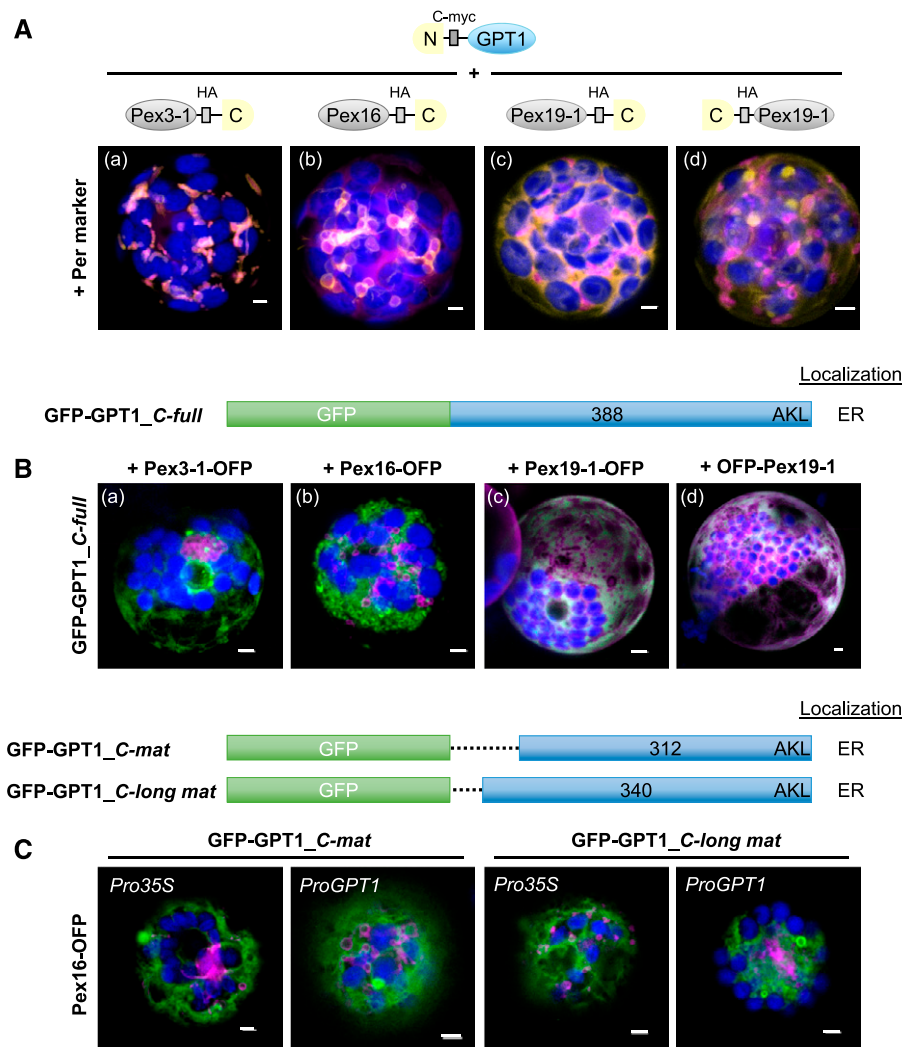 A
C-myc
N GPT1
+
HA HA HA HA
Pex3-1 C Pex16 C Pex19-1 C C Pex19-1
+ Per marker
(a) (b) (c) (d)
Localization
GFP-GPT1_C-full GFP 388 AKL ER
B
+ Pex3-1-OFP + Pex16-OFP + Pex19-1-OFP + OFP-Pex19-1
GFP-GPT1_C-full
(a) (b) (c) (d)
Localization
GFP-GPT1_C-mat GFP 312 AKL ER
GFP-GPT1_C-long mat GFP 340 AKL ER
C
GFP-GPT1_C-mat GFP-GPT1_C-long mat
Pex16-OFP
Pro35S ProGPT1 Pro35S ProGPT1